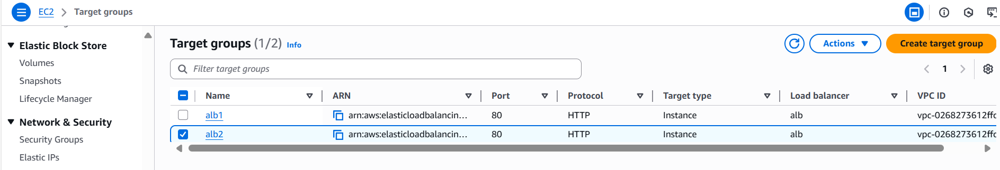 EC2 > Target groups
Elastic Block Store
Volumes
Snapshots
Lifecycle Manager
Network & Security
Security Groups
Elastic IPs
Target groups (1/2) Info
Actions
Create target group
Filter target groups
1
Name ARN Port Protocol Target type Load balancer VPC ID
alb1 arn:aws:elasticloadbalancin... 80 HTTP Instance alb vpc-0268273612ff
alb2 arn:aws:elasticloadbalancin... 80 HTTP Instance alb vpc-0268273612ff